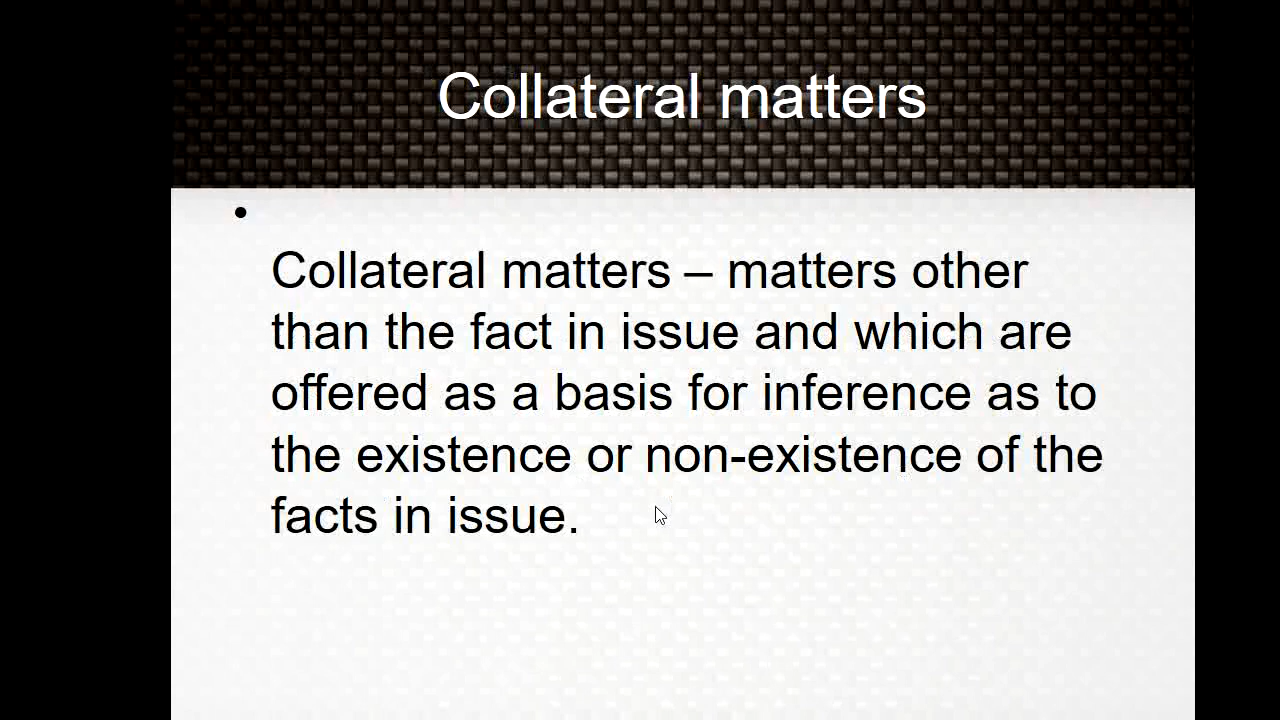 Collateral matters
•
Collateral matters – matters other
than the fact in issue and which are
offered as a basis for inference as to
the existence or non-existence of the
facts in issue.